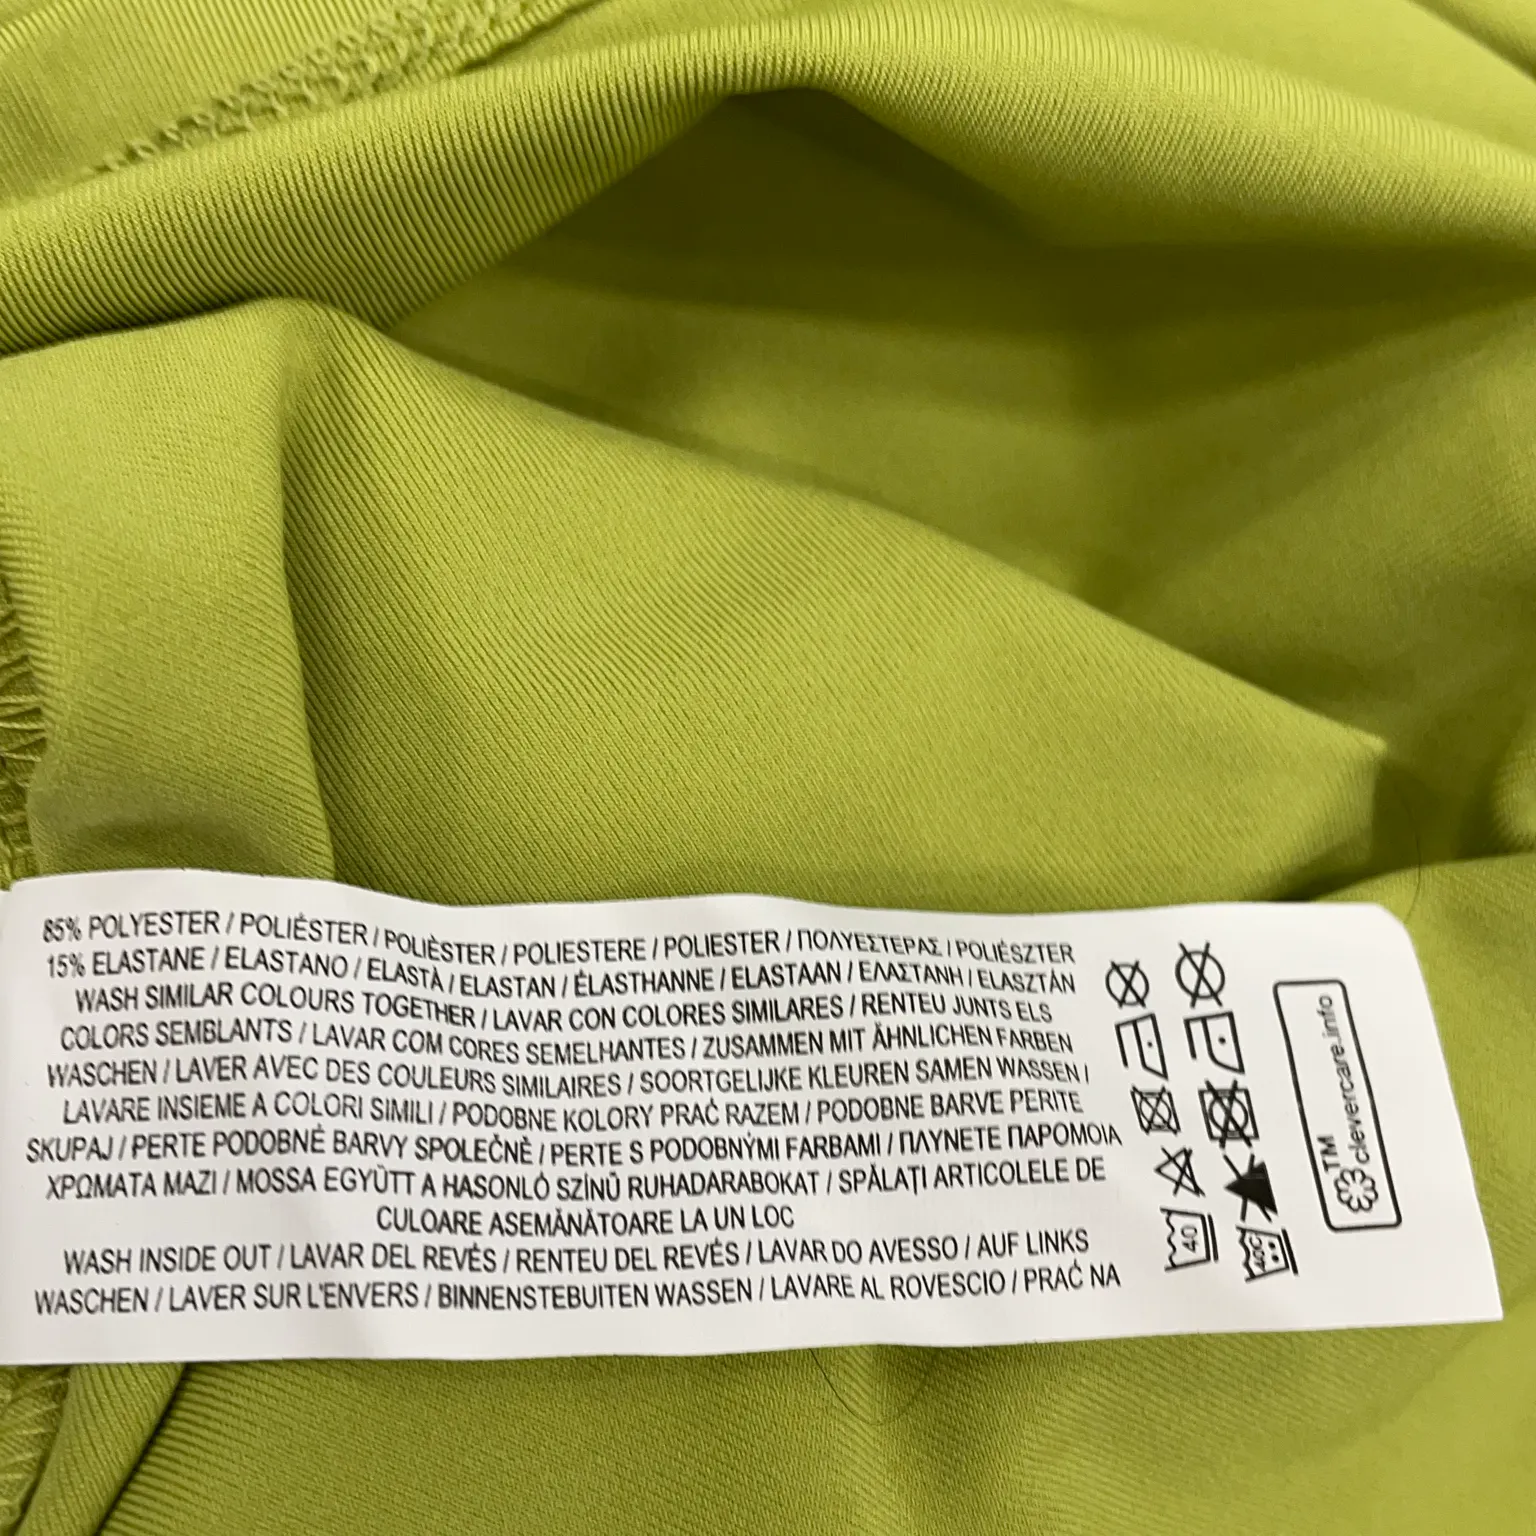 85% POLYESTER / POLIÉSTER / POLIÈSTER / POLIESTERE / POLIESTER / ΠΟΛΥΕΣΤΕΡΑΣ / POLIÉSZTER
15% ELASTANE / ELASTANO / ELASTÀ / ELASTAN / ÉLASTHANNE / ELASTAAN / ΕΛΑΣΤΑΝΗ / ELASZTÁN
WASH SIMILAR COLOURS TOGETHER / LAVAR CON COLORES SIMILARES / RENTEU JUNTS ELS
COLORS SEMBLANTS / LAVAR COM CORES SEMELHANTES / ZUSAMMEN MIT ÄHNLICHEN FARBEN
WASCHEN / LAVER AVEC DES COULEURS SIMILAIRES / SOORTGELIJKE KLEUREN SAMEN WASSEN /
LAVARE INSIEME A COLORI SIMILI / PODOBNE KOLORY PRAĆ RAZEM / PODOBNE BARVE PERITE
SKUPAJ / PERTE PODOBNÉ BARVY SPOLEČNĚ / PERTE S PODOBNÝMI FARBAMI / ΠΛΥΝΕΤΕ ΠΑΡΟΜΟΙΑ
ΧΡΩΜΑΤΑ ΜΑΖΙ / MOSSA EGYÜTT A HASONLÓ SZÍNŰ RUHADARABOKAT / SPĂLAȚI ARTICOLELE DE
CULOARE ASEMĂNĂTOARE LA UN LOC
WASH INSIDE OUT / LAVAR DEL REVÉS / RENTEU DEL REVÉS / LAVAR DO AVESSO / AUF LINKS
WASCHEN / LAVER SUR L'ENVERS / BINNENSTEBUITEN WASSEN / LAVARE AL ROVESCIO / PRAĆ NA
40
40C
TM
clevercare.info